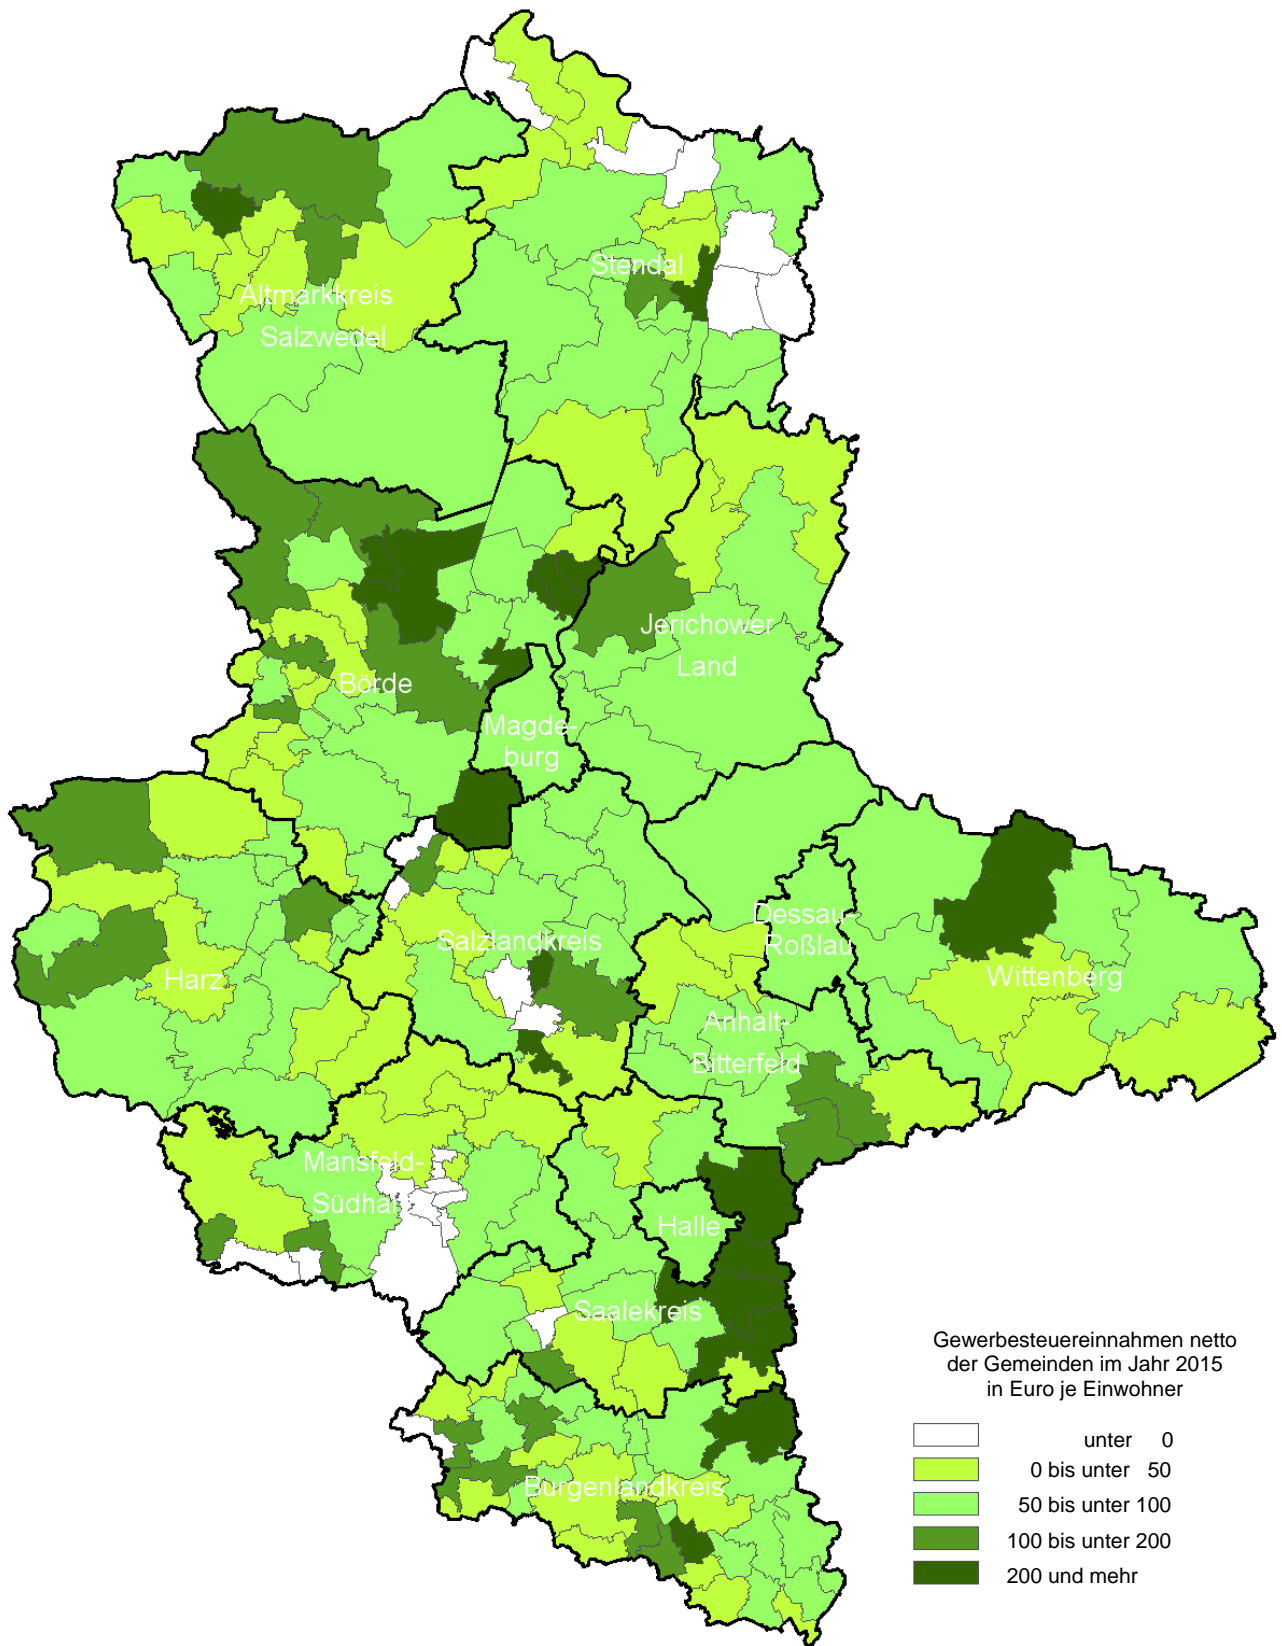 Stendal
Altmarkkreis
Salzwedel
Jerichower
Land
Börde
Magde-
burg
Dessau-
Roßlau
Salzlandkreis
Harz
Wittenberg
Anhalt-
Bitterfeld
Mansfeld-
Südharz
Halle
Saalekreis
Burgenlandkreis
Gewerbesteuereinnahmen netto
der Gemeinden im Jahr 2015
in Euro je Einwohner
unter 0
0 bis unter 50
50 bis unter 100
100 bis unter 200
200 und mehr